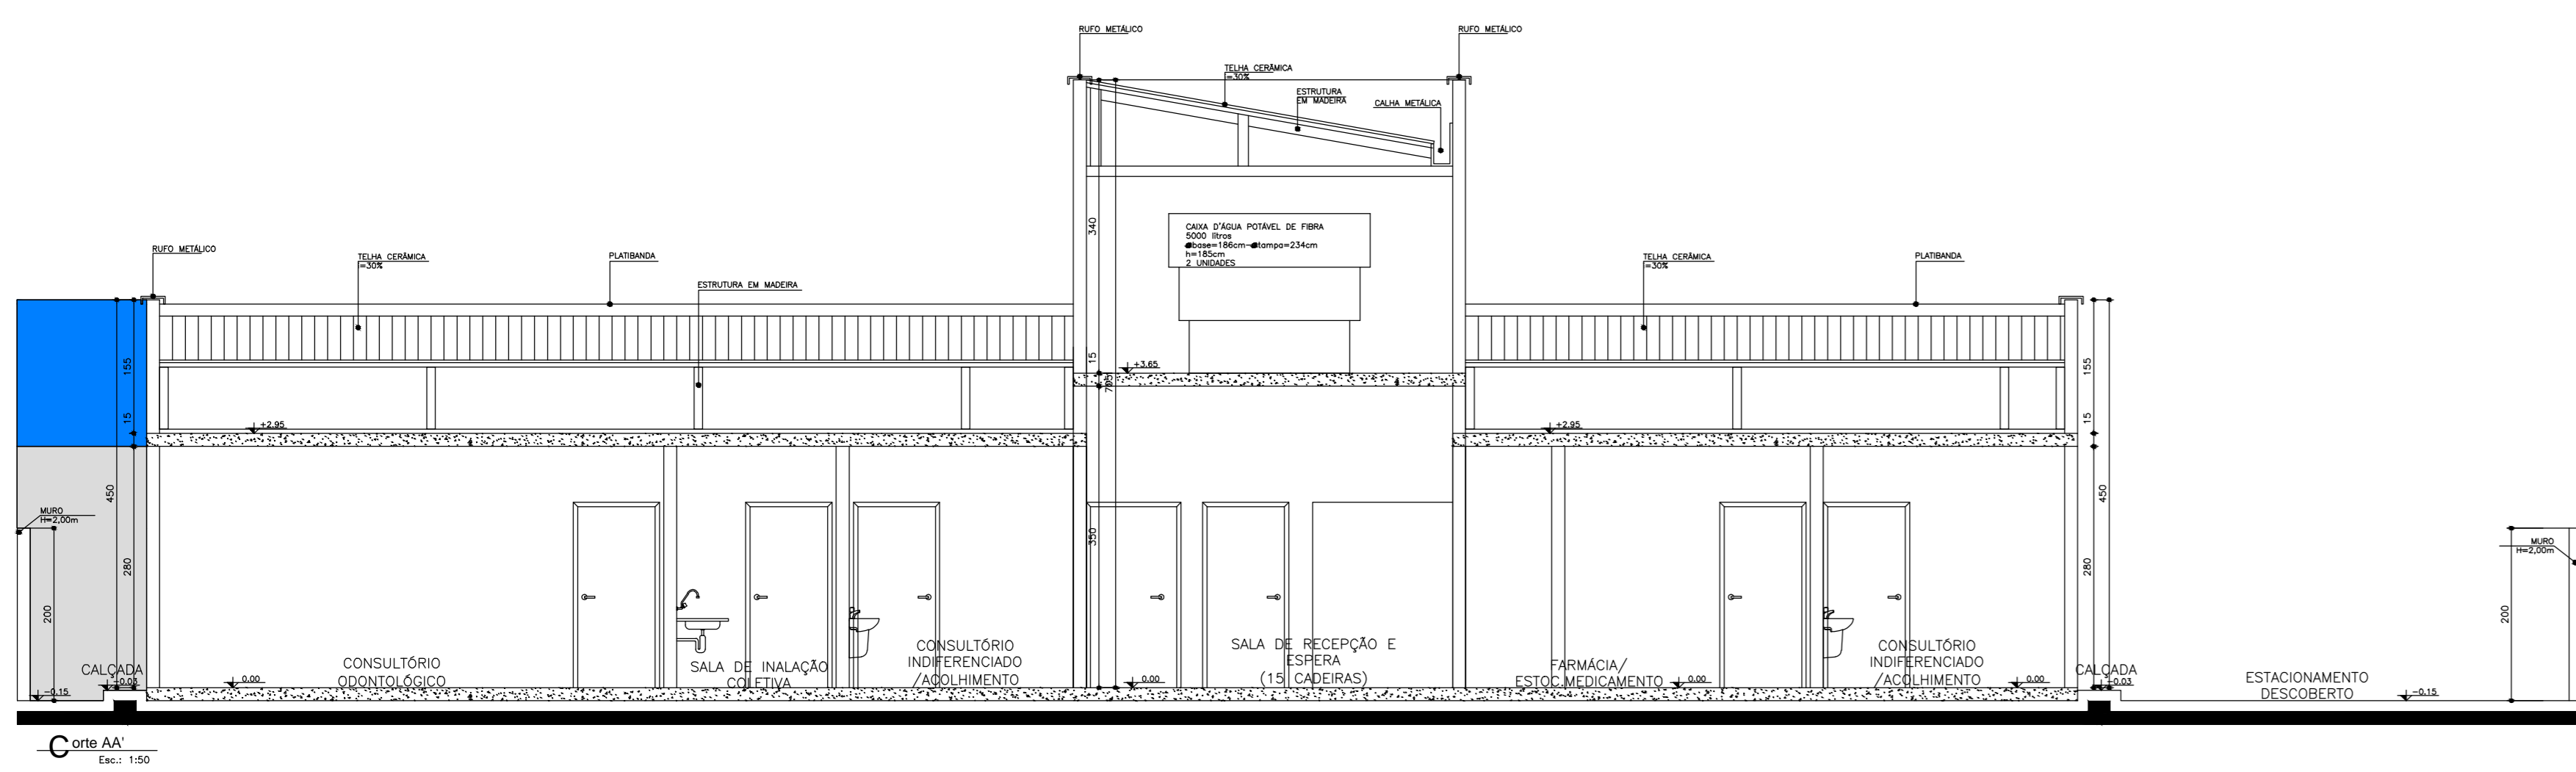 RUFO METÁLICO
RUFO METÁLICO
TELHA CERÂMICA
=30%
ESTRUTURA
EM MADEIRA
CALHA METÁLICA
340
CAIXA D'ÁGUA POTÁVEL DE FIBRA
5000 litros
base=186cm-tampa=234cm
h=185cm
2 UNIDADES
RUFO METÁLICO
TELHA CERÂMICA
=30%
PLATIBANDA
ESTRUTURA EM MADEIRA
TELHA CERÂMICA
=30%
PLATIBANDA
155
15
+3.65
155
15
+2.95
15
+2.95
450
350
450
MURO
H=2,00m
280
280
MURO
H=2,00m
200
200
CALÇADA
-0.03
-0.15
0.00
CONSULTÓRIO
ODONTOLÓGICO
SALA DE INALAÇÃO
COLETIVA
CONSULTÓRIO
INDIFERENCIADO
/ACOLHIMENTO
0.00
SALA DE RECEPÇÃO E
ESPERA
(15 CADEIRAS)
FARMÁCIA/
ESTOC.MEDICAMENTO
0.00
CONSULTÓRIO
INDIFERENCIADO
/ACOLHIMENTO
0.00
CALÇADA
-0.03
ESTACIONAMENTO
DESCOBERTO
-0.15
Corte AA'
Esc.: 1:50